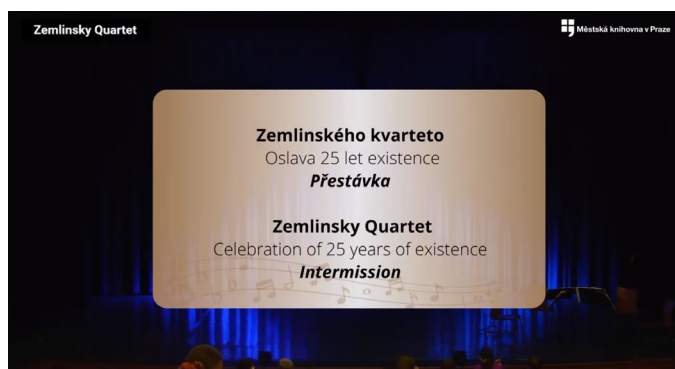 Zemlinsky Quartet
Městská knihovna v Praze
Zemlinského kvarteto
Oslava 25 let existence
Přestávka
Zemlinsky Quartet
Celebration of 25 years of existence
Intermission